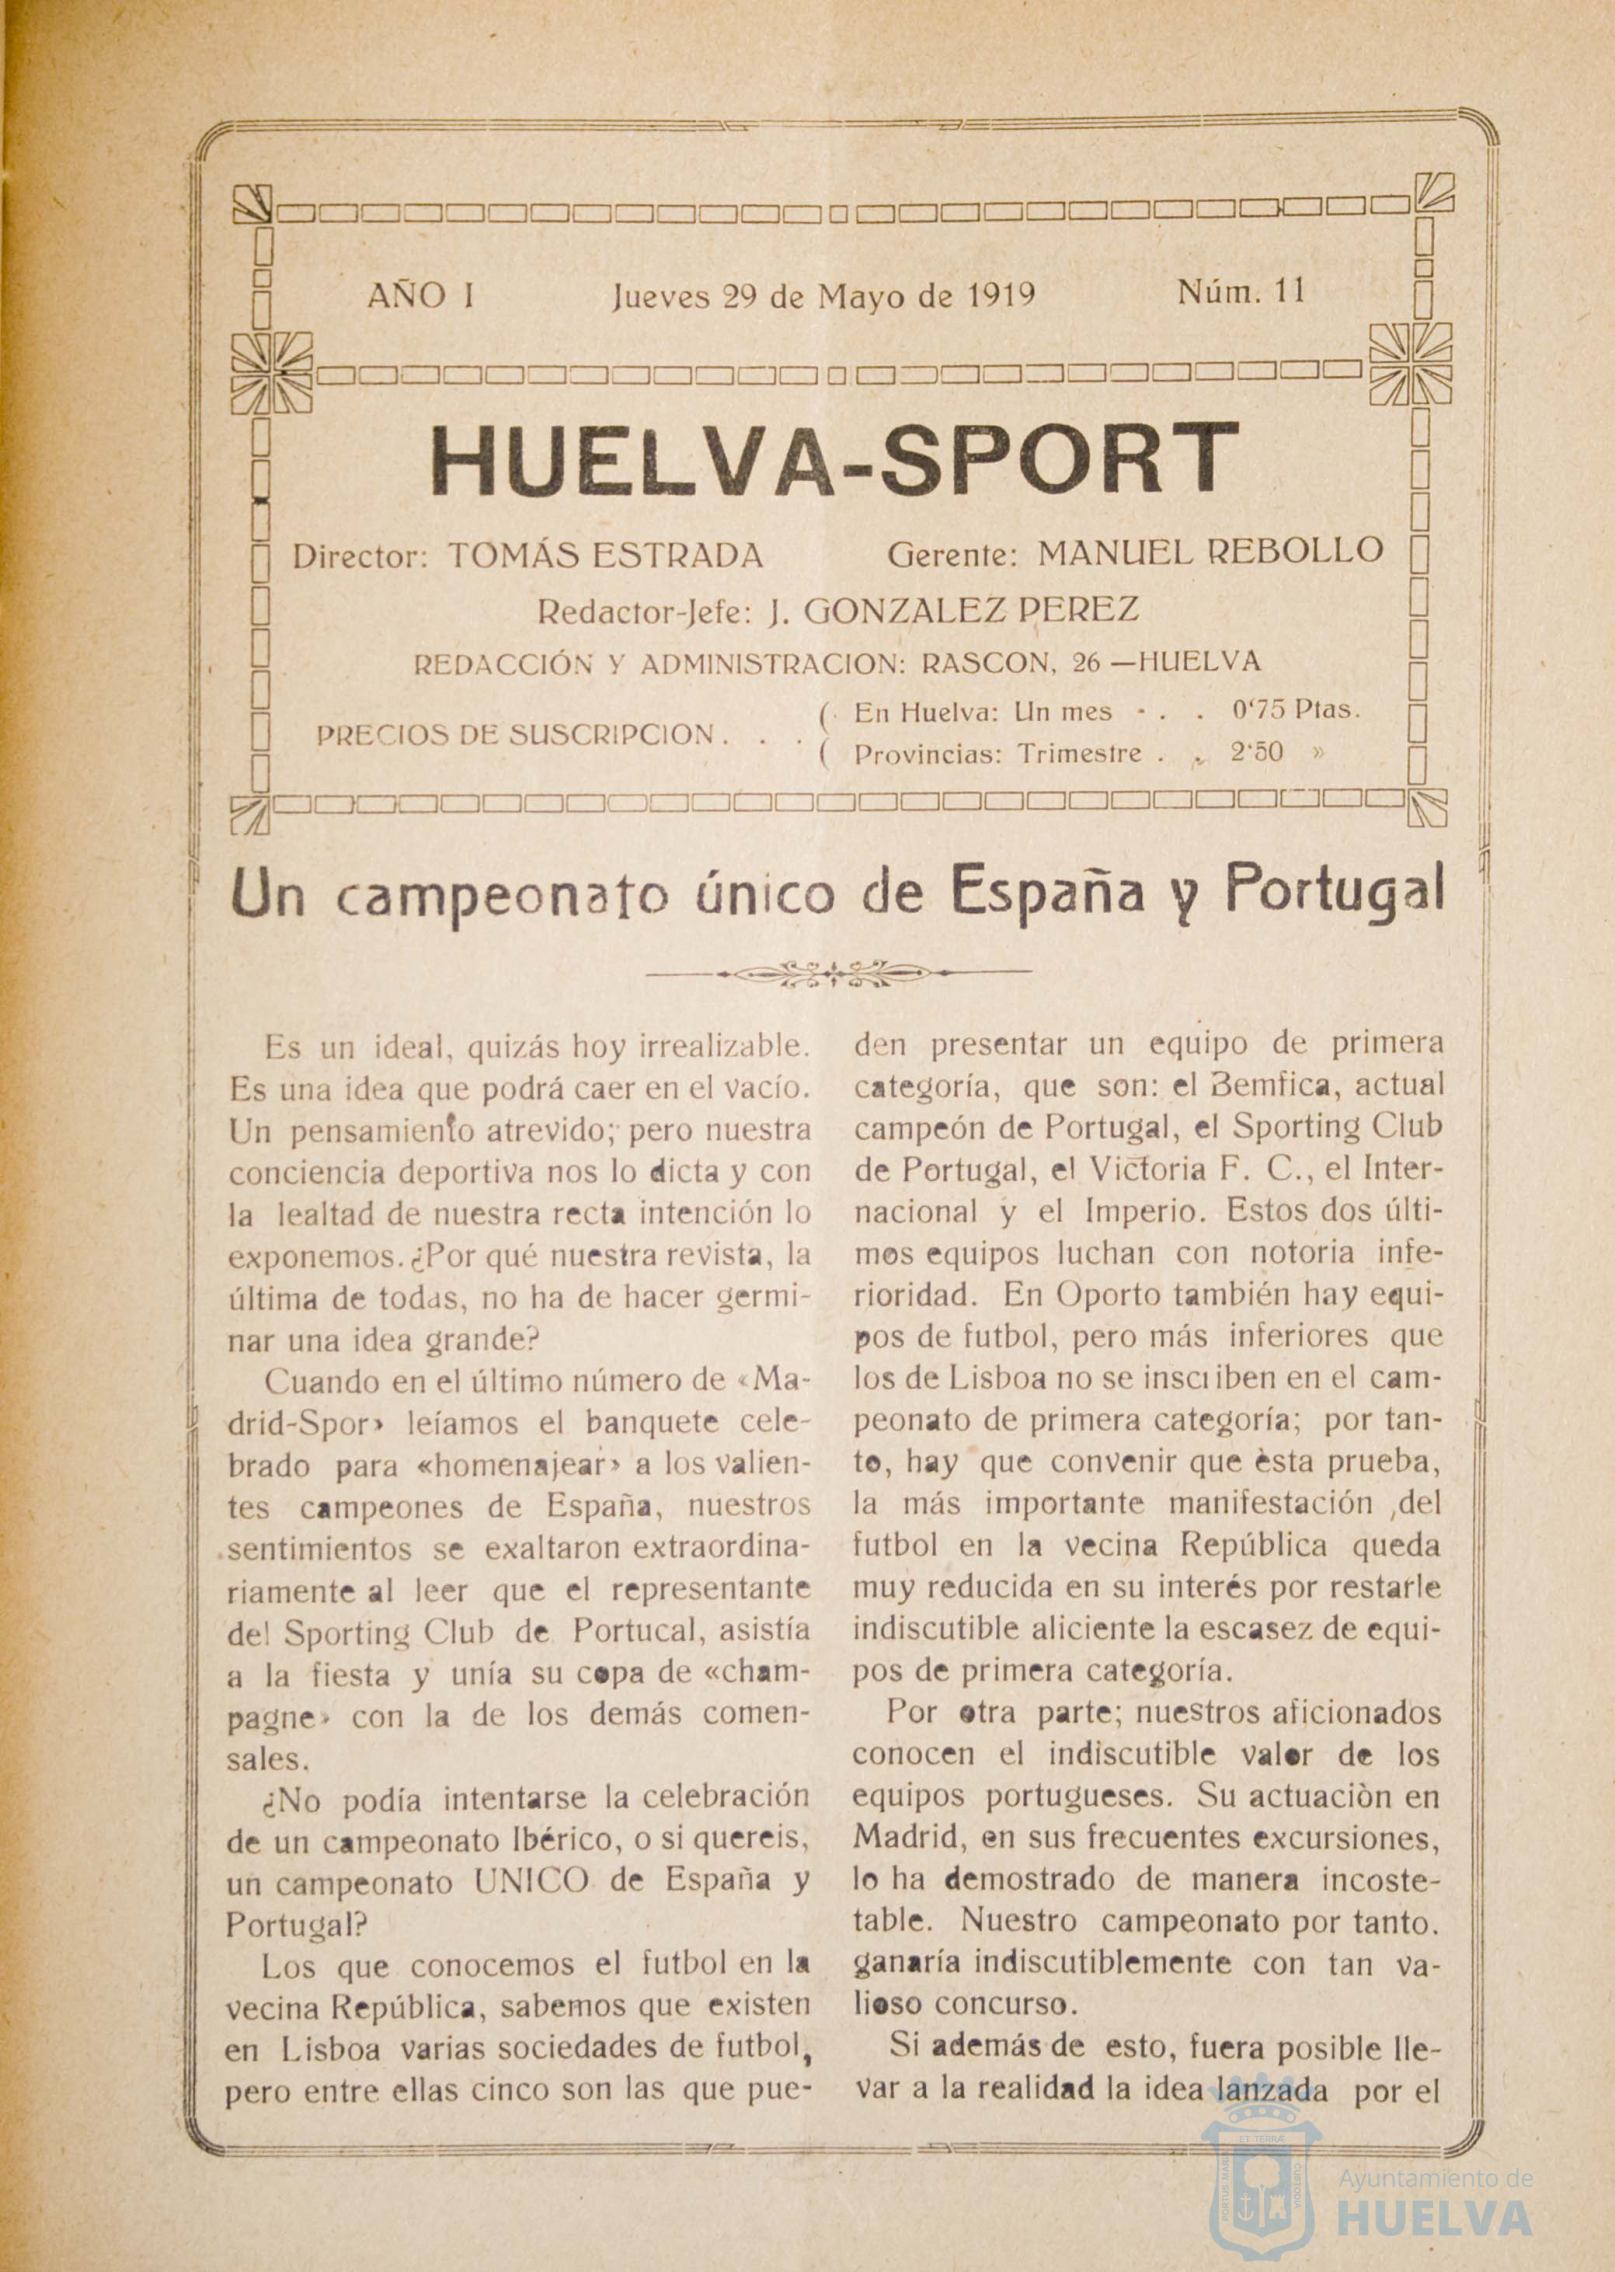 AÑO I Jueves 29 de Mayo de 1919 Núm. 11
HUELVA-SPORT
Director: TOMÁS ESTRADA Gerente: MANUEL REBOLLO
Redactor-Jefe: J. GONZALEZ PEREZ
REDACCIÓN Y ADMINISTRACION: RASCON, 26 —HUELVA
PRECIOS DE SUSCRIPCION. . .
( En Huelva: Un mes - . . 0'75 Ptas.
( Provincias: Trimestre . . 2'50 »
Un campeonato único de España y Portugal
Es un ideal, quizás hoy irrealizable.
Es una idea que podrá caer en el vacío.
Un pensamiento atrevido; pero nuestra
conciencia deportiva nos lo dicta y con
la lealtad de nuestra recta intención lo
exponemos. ¿Por qué nuestra revista, la
última de todas, no ha de hacer germi-
nar una idea grande?
Cuando en el último número de «Ma-
drid-Spor» leíamos el banquete cele-
brado para «homenajear» a los valien-
tes campeones de España, nuestros
sentimientos se exaltaron extraordina-
riamente al leer que el representante
del Sporting Club de Portucal, asistía
a la fiesta y unía su copa de «cham-
pagne» con la de los demás comen-
sales.
¿No podía intentarse la celebración
de un campeonato Ibérico, o si quereis,
un campeonato UNICO de España y
Portugal?
Los que conocemos el futbol en la
vecina República, sabemos que existen
en Lisboa varias sociedades de futbol,
pero entre ellas cinco son las que pue-
den presentar un equipo de primera
categoría, que son: el Bemfica, actual
campeón de Portugal, el Sporting Club
de Portugal, el Victoria F. C., el Inter-
nacional y el Imperio. Estos dos últi-
mos equipos luchan con notoria infe-
rioridad. En Oporto también hay equi-
pos de futbol, pero más inferiores que
los de Lisboa no se inscriben en el cam-
peonato de primera categoría; por tan-
to, hay que convenir que èsta prueba,
la más importante manifestación ,del
futbol en la vecina República queda
muy reducida en su interés por restarle
indiscutible aliciente la escasez de equi-
pos de primera categoría.
Por otra parte; nuestros aficionados
conocen el indiscutible valor de los
equipos portugueses. Su actuaciòn en
Madrid, en sus frecuentes excursiones,
lo ha demostrado de manera incoste-
table. Nuestro campeonato por tanto.
ganaría indiscutiblemente con tan va-
lioso concurso.
Si además de esto, fuera posible lle-
var a la realidad la idea lanzada por el
ET TERRÆ
PORTUS MARIS
CUSTODIA
Ayuntamiento de
HUELVA